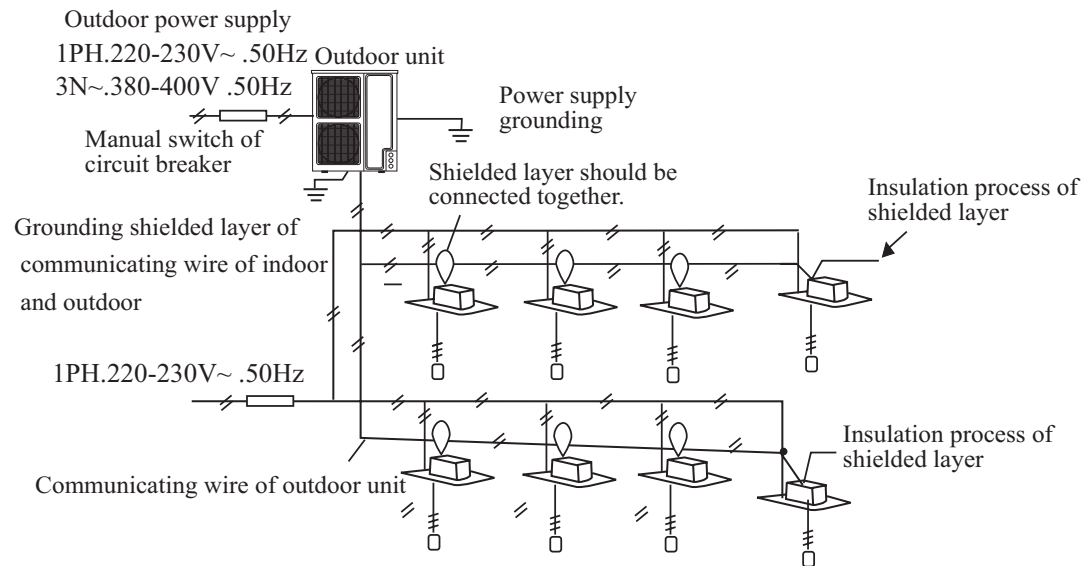 Outdoor power supply
1PH.220-230V~ .50Hz
3N~.380-400V .50Hz
Outdoor unit
Manual switch of
circuit breaker
Power supply
grounding
Shielded layer should be
connected together.
Insulation process of
shielded layer
Grounding shielded layer of
communicating wire of indoor
and outdoor
1PH.220-230V~ .50Hz
Communicating wire of outdoor unit
Insulation process of
shielded layer